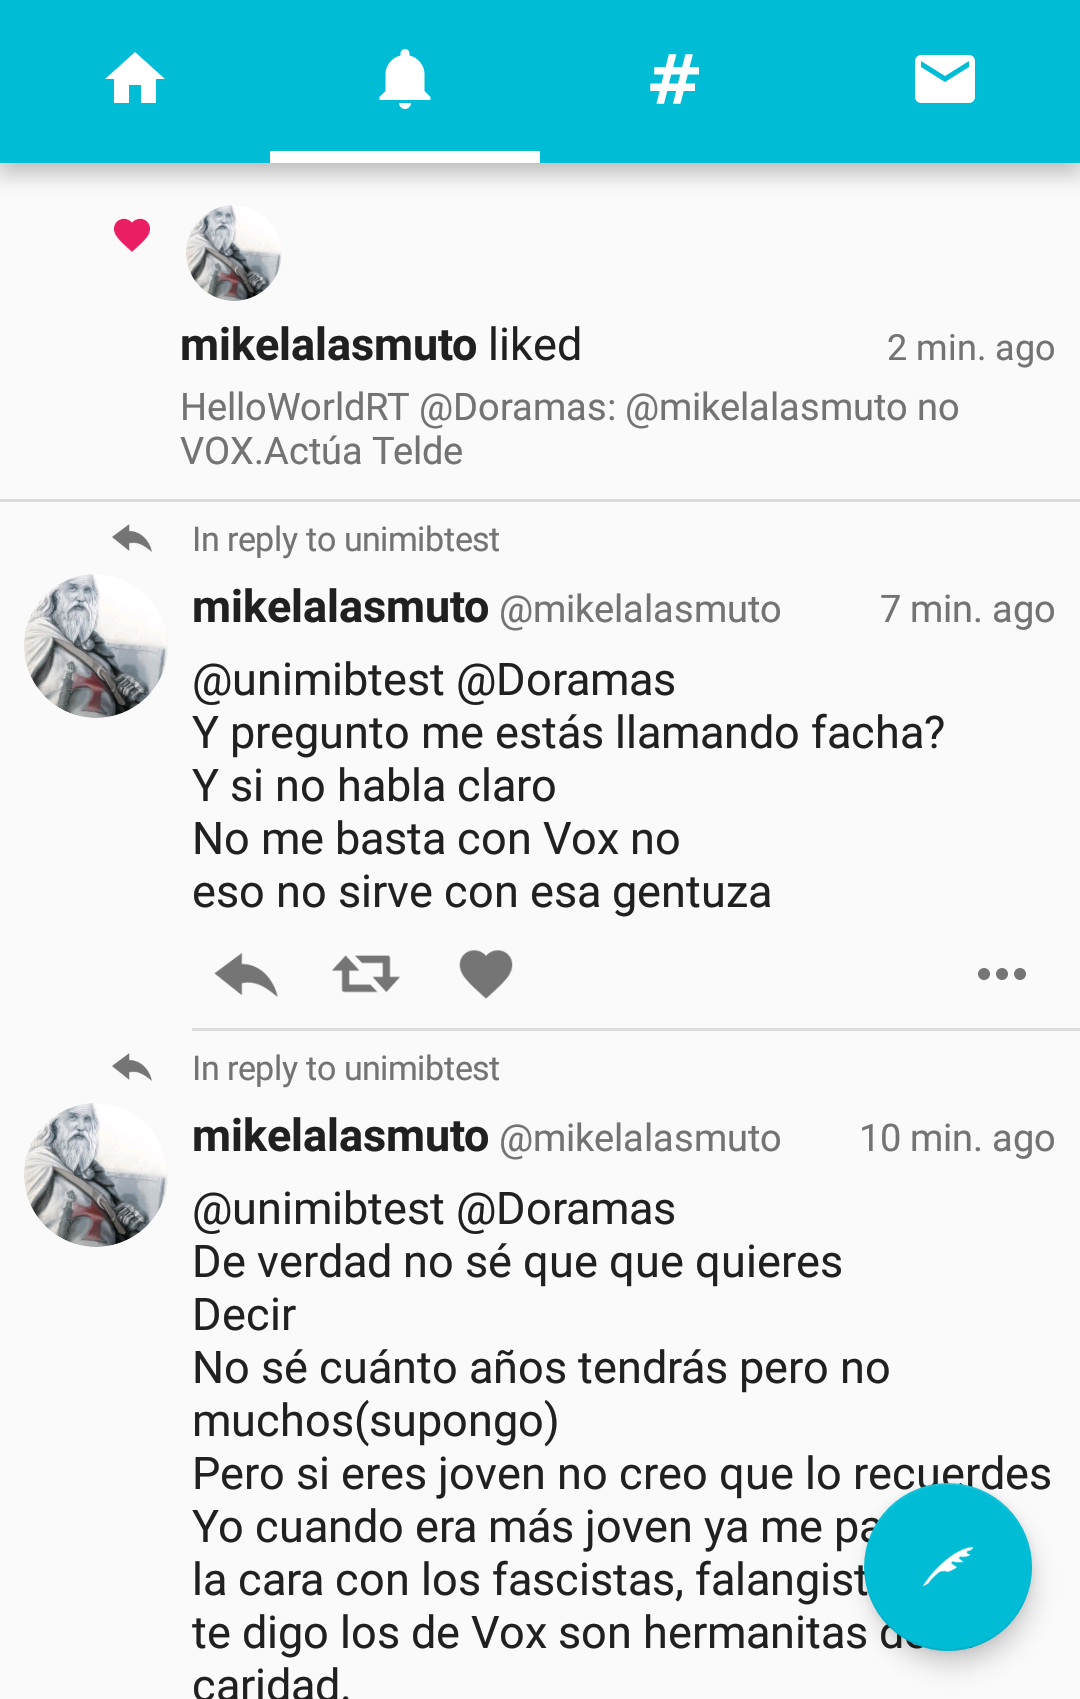 #
mikelalasmuto liked 2 min. ago
HelloWorldRT @Doramas: @mikelalasmuto no
VOX.Actúa Telde
In reply to unimibtest
mikelalasmuto @mikelalasmuto 7 min. ago
@unimibtest @Doramas
Y pregunto me estás llamando facha?
Y si no habla claro
No me basta con Vox no
eso no sirve con esa gentuza
In reply to unimibtest
mikelalasmuto @mikelalasmuto 10 min. ago
@unimibtest @Doramas
De verdad no sé que que quieres
Decir
No sé cuánto años tendrás pero no
muchos(supongo)
Pero si eres joven no creo que lo recuerdes
Yo cuando era más joven ya me
la cara con los fascistas,
te digo los de Vox son hermanitas
caridad.